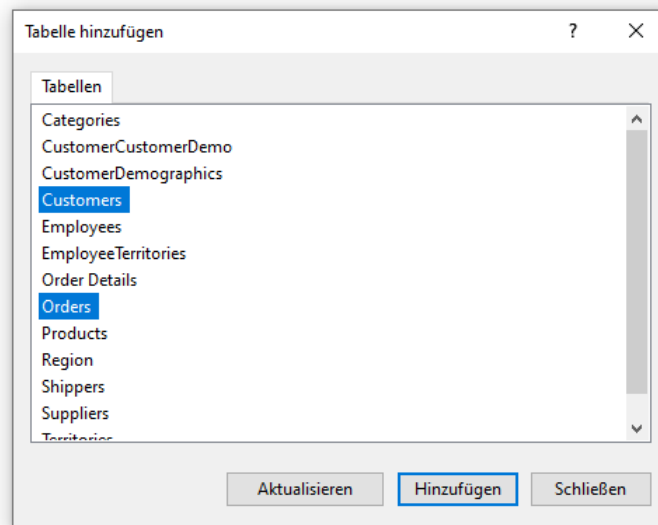 Tabelle hinzufügen ?
Tabellen
Categories
CustomerCustomerDemo
CustomerDemographics
Customers
Employees
EmployeeTerritories
Order Details
Orders
Products
Region
Shippers
Suppliers
Territories
Aktualisieren Hinzufügen Schließen